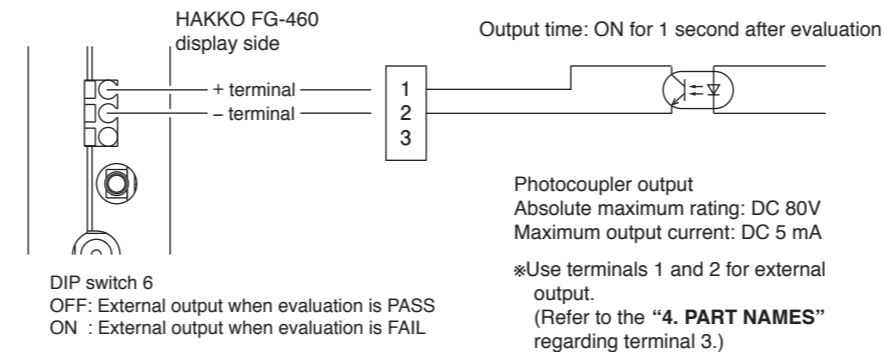 HAKKO FG-460
display side
Output time: ON for 1 second after evaluation
+ terminal
1
− terminal
2
3
Photocoupler output
Absolute maximum rating: DC 80V
Maximum output current: DC 5 mA
※Use terminals 1 and 2 for external
output.
(Refer to the “4. PART NAMES”
regarding terminal 3.)
DIP switch 6
OFF: External output when evaluation is PASS
ON : External output when evaluation is FAIL